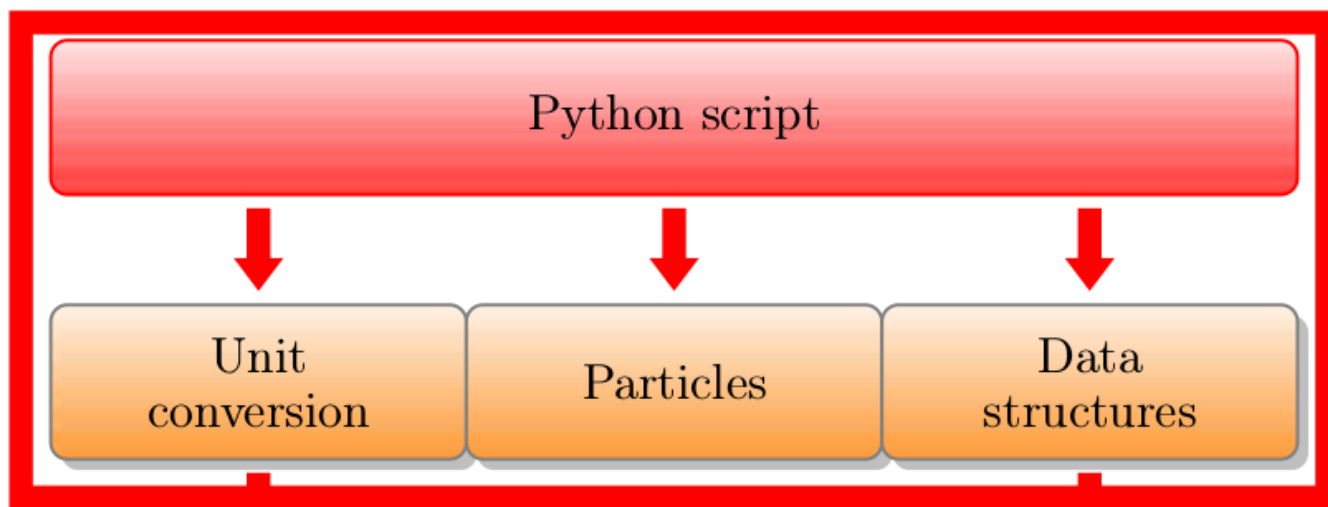 Python script
Unit
conversion
Particles
Data
structures